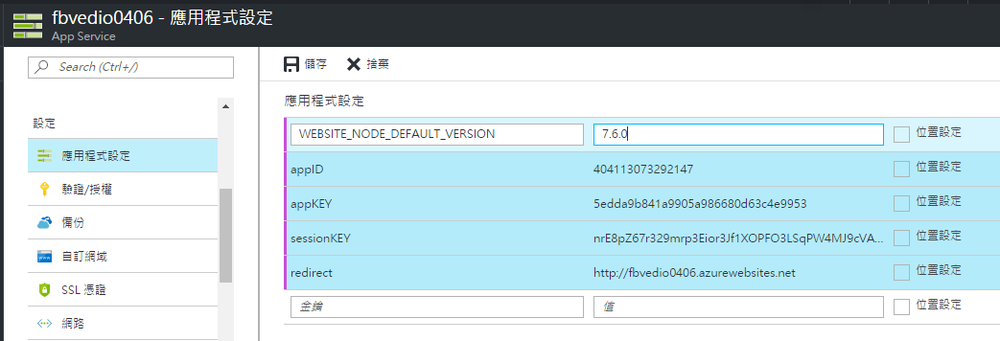 fbvedio0406 - 應用程式設定
App Service
Search (Ctrl+/)
儲存
捨棄
設定
應用程式設定
驗證/授權
備份
自訂網域
SSL 憑證
網路
應用程式設定
WEBSITE_NODE_DEFAULT_VERSION 7.6.0 位置設定
appID 404113073292147 位置設定
appKEY 5edda9b841a9905a986680d63c4e9953 位置設定
sessionKEY nrE8pZ67r329mrp3Eior3Jf1XOPFO3LSqPW4MJ9cVA... 位置設定
redirect http://fbvedio0406.azurewebsites.net 位置設定
金鑰 值 位置設定